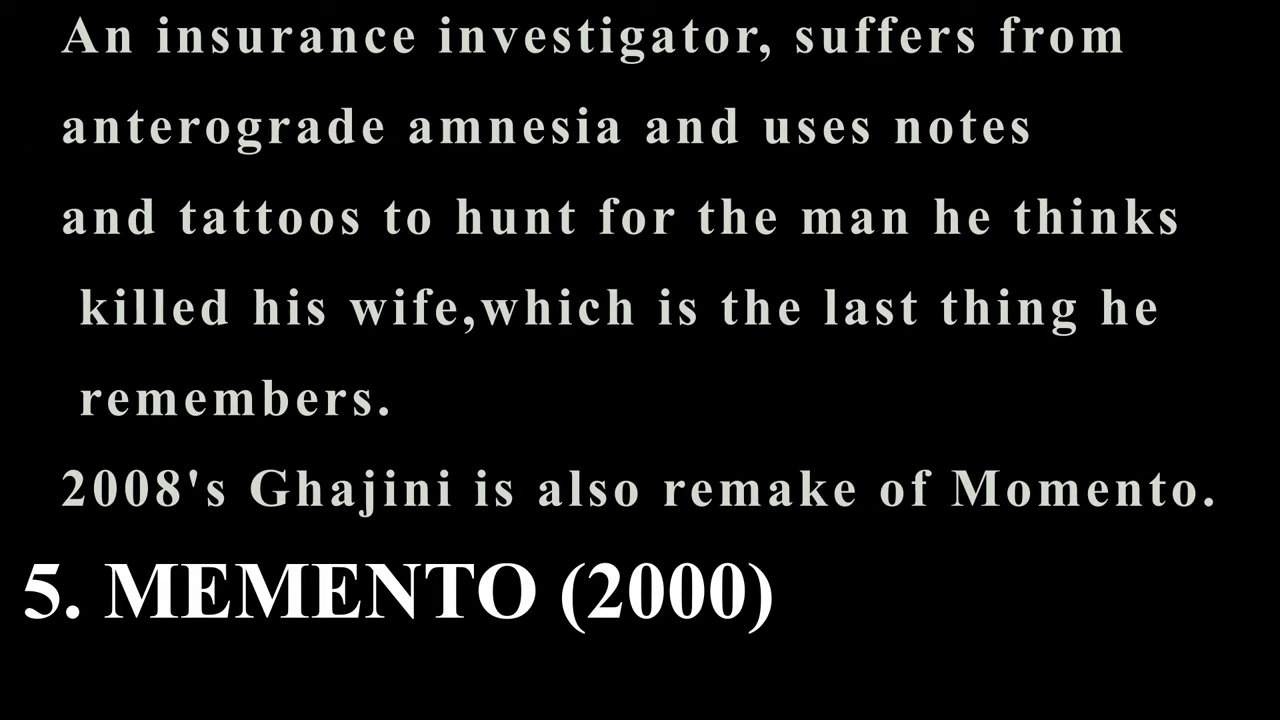 An insurance investigator, suffers from
anterograde amnesia and uses notes
and tattoos to hunt for the man he thinks
killed his wife,which is the last thing he
remembers.
2008's Ghajini is also remake of Momento.
5. MEMENTO (2000)